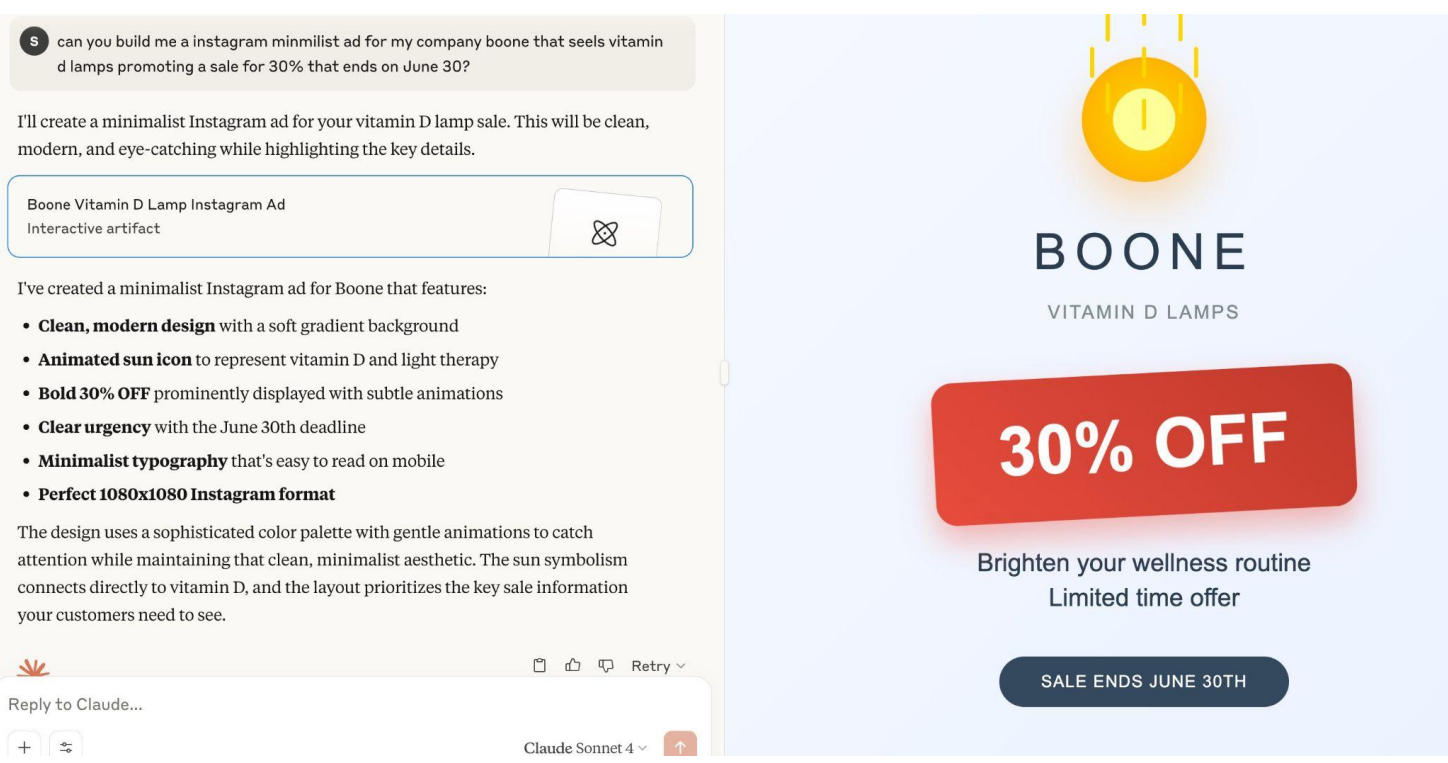 S
can you build me a instagram minmilist ad for my company boone that seels vitamin
d lamps promoting a sale for 30% that ends on June 30?
I'll create a minimalist Instagram ad for your vitamin D lamp sale. This will be clean,
modern, and eye-catching while highlighting the key details.
Boone Vitamin D Lamp Instagram Ad
Interactive artifact
I've created a minimalist Instagram ad for Boone that features:
• Clean, modern design with a soft gradient background
• Animated sun icon to represent vitamin D and light therapy
• Bold 30% OFF prominently displayed with subtle animations
• Clear urgency with the June 30th deadline
• Minimalist typography that's easy to read on mobile
• Perfect 1080x1080 Instagram format
The design uses a sophisticated color palette with gentle animations to catch
attention while maintaining that clean, minimalist aesthetic. The sun symbolism
connects directly to vitamin D, and the layout prioritizes the key sale information
your customers need to see.
Retry
Reply to Claude...
Claude Sonnet 4
BOONE
VITAMIN D LAMPS
30% OFF
Brighten your wellness routine
Limited time offer
SALE ENDS JUNE 30TH